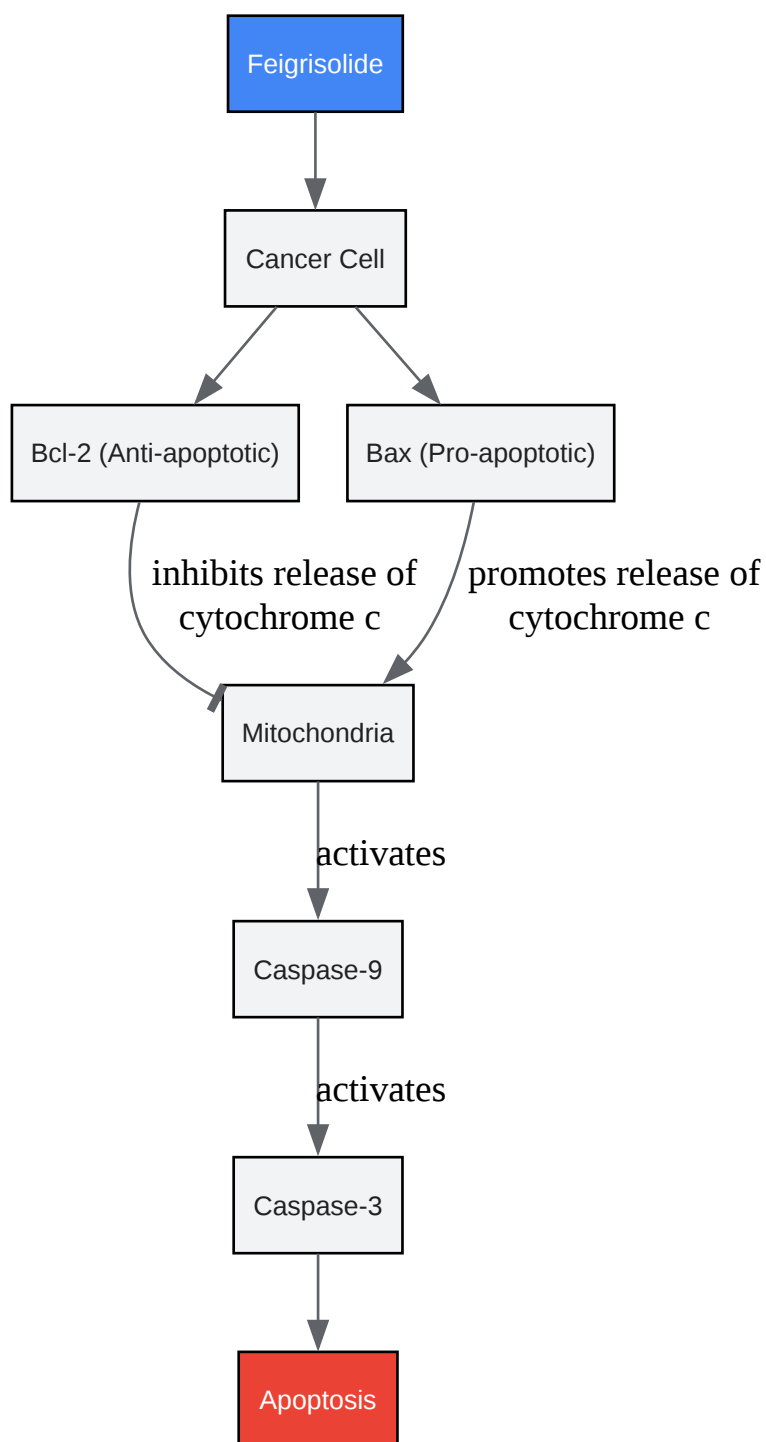 Feigrisolide
Cancer Cell
Bcl-2 (Anti-apoptotic)
Bax (Pro-apoptotic)
inhibits release of
cytochrome c
promotes release of
cytochrome c
Mitochondria
activates
Caspase-9
activates
Caspase-3
Apoptosis